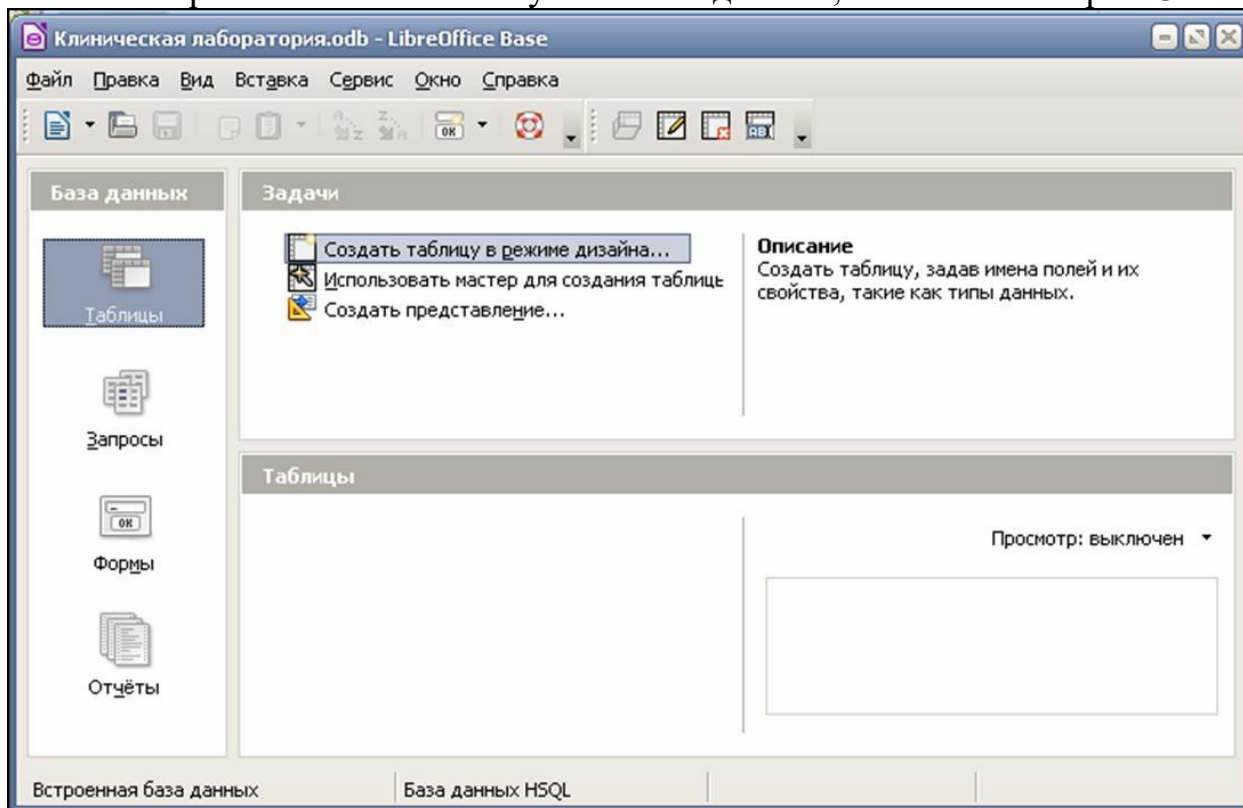 Клиническая лаборатория.odb - LibreOffice Base
Файл Правка Вид Вставка Сервис Окно Справка
База данных
Таблицы
Запросы
Формы
Отчёты
Задачи
Создать таблицу в режиме дизайна...
Использовать мастер для создания таблиць
Создать представление...
Описание
Создать таблицу, задав имена полей и их
свойства, такие как типы данных.
Таблицы
Просмотр: выключен
Встроенная база данных
База данных HSQL